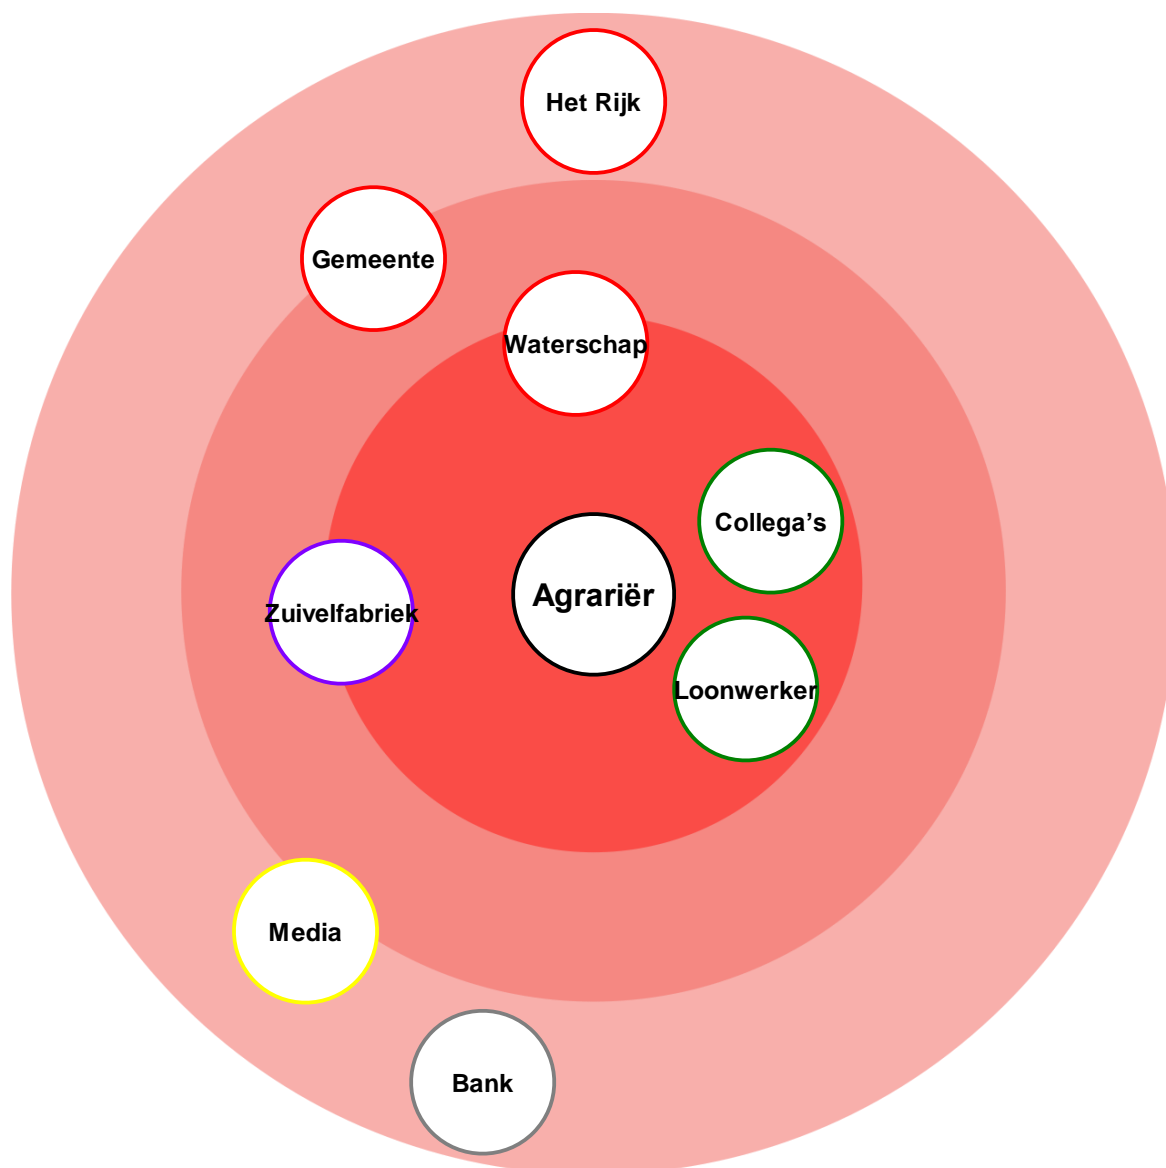 Het Rijk
Gemeente
Waterschap
Collega’s
Agrariër
Zuivelfabriek
Loonwerker
Media
Bank